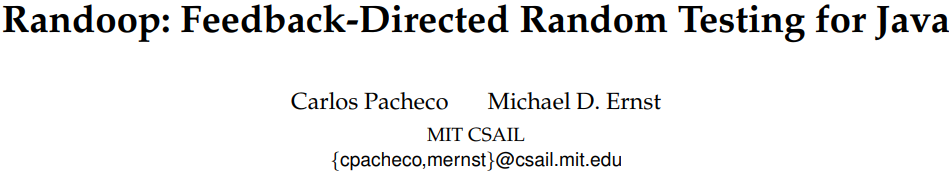 Randoop: Feedback-Directed Random Testing for Java
Carlos Pacheco Michael D. Ernst
MIT CSAIL
{cpacheco,mernst}@csail.mit.edu